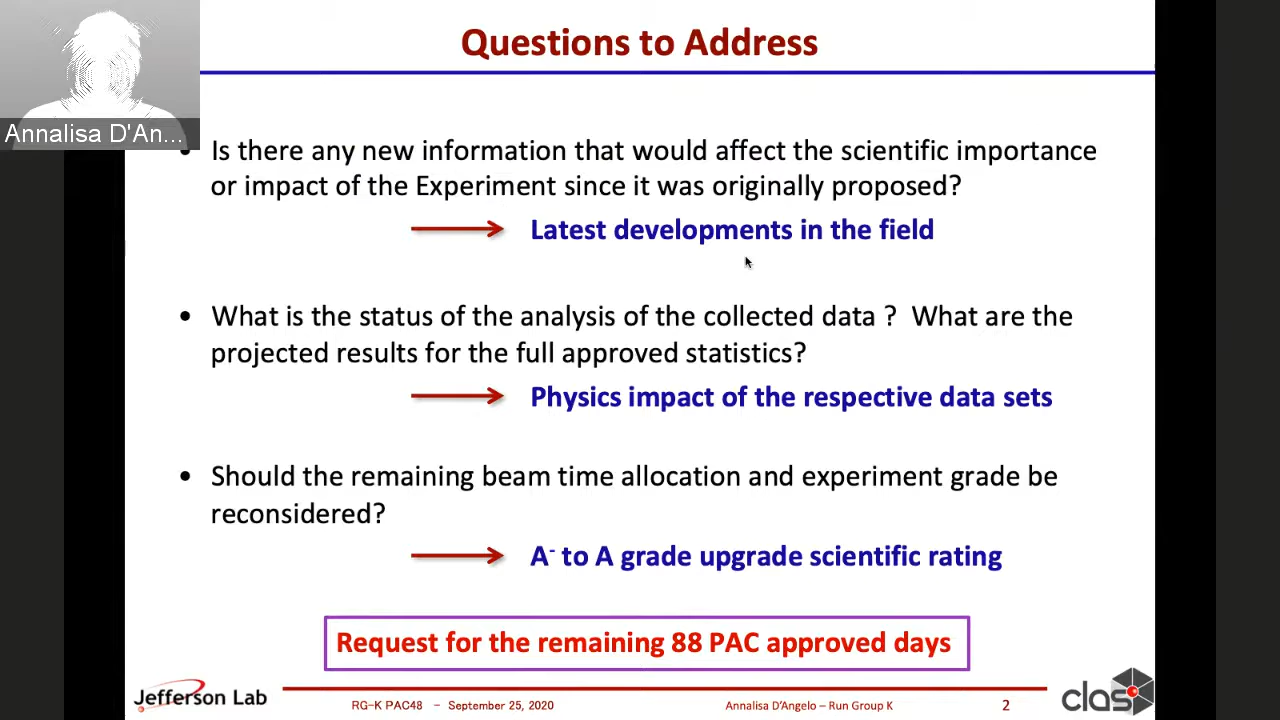 Questions to Address
Annalisa D'An...
• Is there any new information that would affect the scientific importance
or impact of the Experiment since it was originally proposed?
Latest developments in the field
• What is the status of the analysis of the collected data ? What are the
projected results for the full approved statistics?
Physics impact of the respective data sets
• Should the remaining beam time allocation and experiment grade be
reconsidered?
A- to A grade upgrade scientific rating
Request for the remaining 88 PAC approved days
Jefferson Lab
RG-K PAC48 – September 25, 2020
Annalisa D'Angelo – Run Group K
2
clas